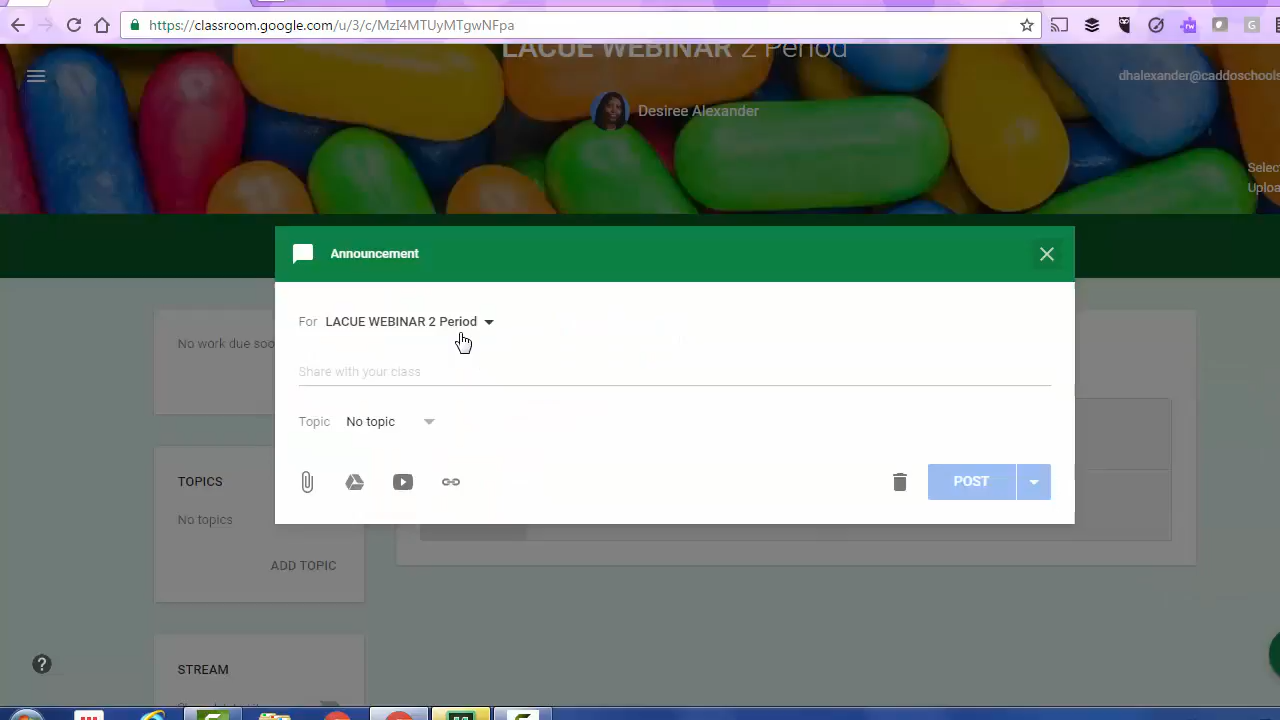 https://classroom.google.com/u/3/c/MzI4MTUyMTgwNFpa
LACUE WEBINAR 2 Period
dhalexander@caddoschools
Desiree Alexander
Select
Uploa
Announcement
For LACUE WEBINAR 2 Period
No work due soo
Share with your class
Topic No topic
TOPICS
POST
No topics
ADD TOPIC
STREAM